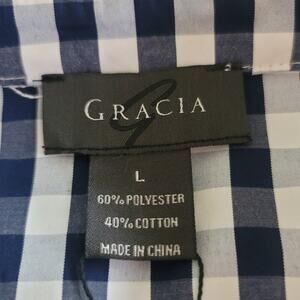 GRACIA
L
60% POLYESTER
40% COTTON
MADE IN CHINA